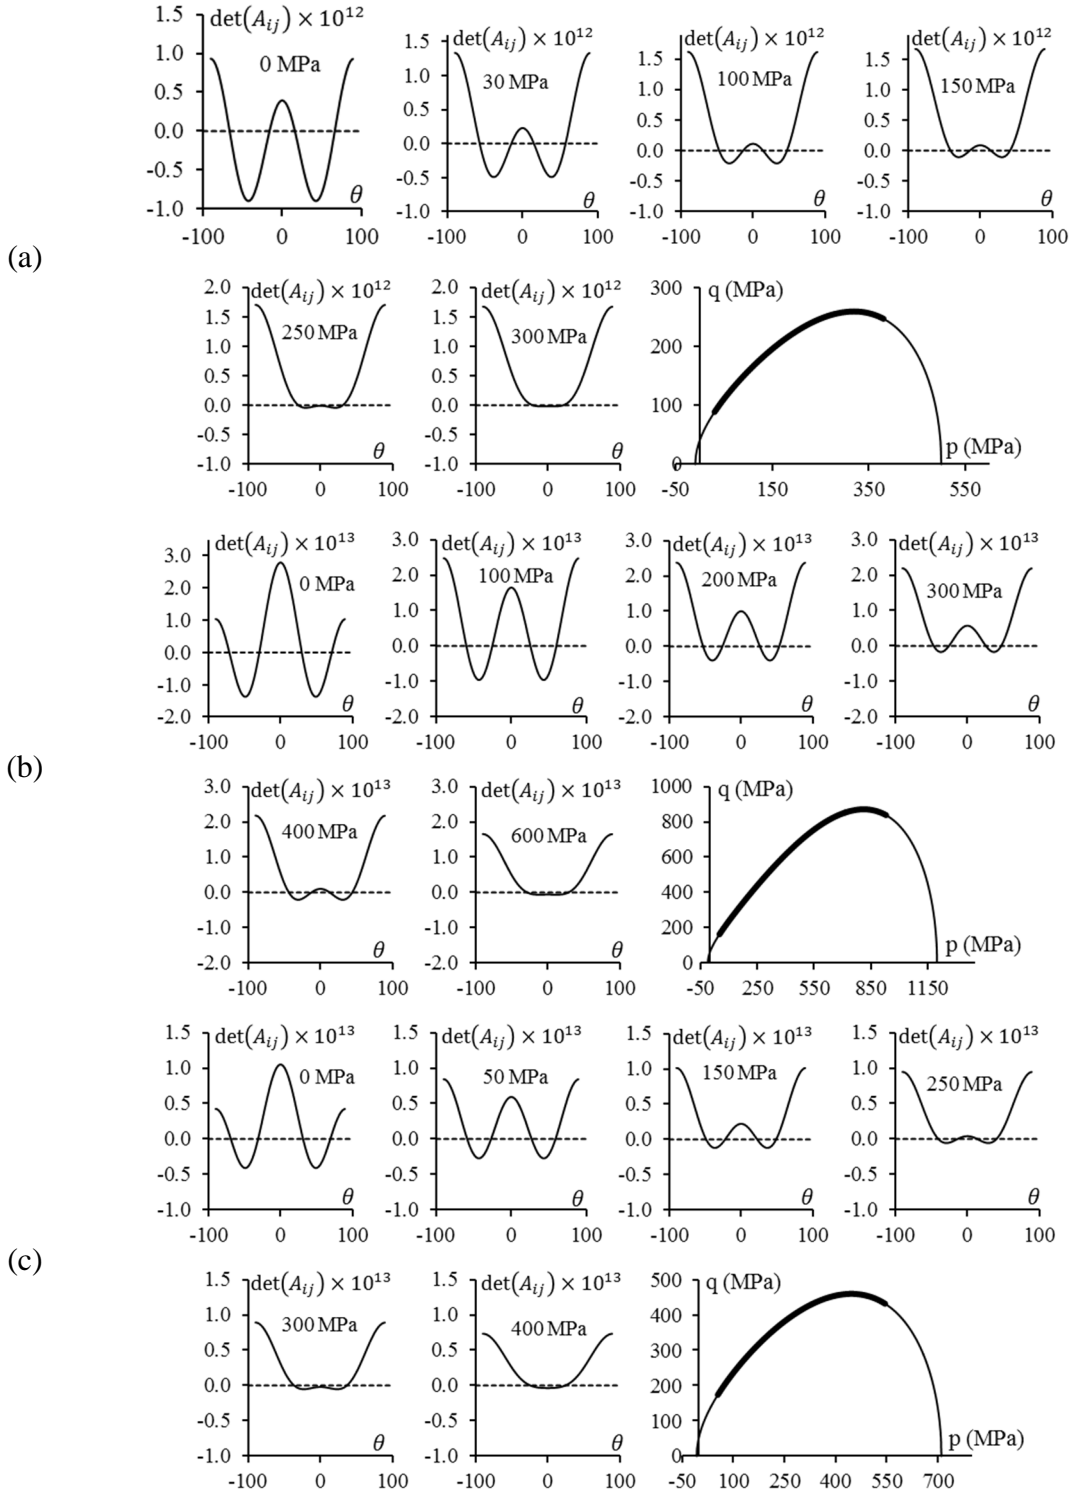 (a)
det(A_ij) × 10^12
0 MPa
1.5
1.0
0.5
0.0
-0.5
-1.0
θ
-100 0 100
det(A_ij) × 10^12
30 MPa
1.5
1.0
0.5
0.0
-0.5
-1.0
θ
-100 0 100
det(A_ij) × 10^12
100 MPa
1.5
1.0
0.5
0.0
-0.5
-1.0
θ
-100 0 100
det(A_ij) × 10^12
150 MPa
1.5
1.0
0.5
0.0
-0.5
-1.0
θ
-100 0 100
det(A_ij) × 10^12
250 MPa
2.0
1.5
1.0
0.5
0.0
-0.5
-1.0
θ
-100 0 100
det(A_ij) × 10^12
300 MPa
2.0
1.5
1.0
0.5
0.0
-0.5
-1.0
θ
-100 0 100
q (MPa)
300
200
100
0
p (MPa)
-50 150 350 550
(b)
det(A_ij) × 10^13
0 MPa
3.0
2.0
1.0
0.0
-1.0
-2.0
θ
-100 0 100
det(A_ij) × 10^13
100 MPa
3.0
2.0
1.0
0.0
-1.0
-2.0
θ
-100 0 100
det(A_ij) × 10^13
200 MPa
3.0
2.0
1.0
0.0
-1.0
-2.0
θ
-100 0 100
det(A_ij) × 10^13
300 MPa
3.0
2.0
1.0
0.0
-1.0
-2.0
θ
-100 0 100
det(A_ij) × 10^13
400 MPa
3.0
2.0
1.0
0.0
-1.0
-2.0
θ
-100 0 100
det(A_ij) × 10^13
600 MPa
3.0
2.0
1.0
0.0
-1.0
-2.0
θ
-100 0 100
q (MPa)
1000
800
600
400
200
0
p (MPa)
-50 250 550 850 1150
(c)
det(A_ij) × 10^13
0 MPa
1.5
1.0
0.5
0.0
-0.5
-1.0
θ
-100 0 100
det(A_ij) × 10^13
50 MPa
1.5
1.0
0.5
0.0
-0.5
-1.0
θ
-100 0 100
det(A_ij) × 10^13
150 MPa
1.5
1.0
0.5
0.0
-0.5
-1.0
θ
-100 0 100
det(A_ij) × 10^13
250 MPa
1.5
1.0
0.5
0.0
-0.5
-1.0
θ
-100 0 100
det(A_ij) × 10^13
300 MPa
1.5
1.0
0.5
0.0
-0.5
-1.0
θ
-100 0 100
det(A_ij) × 10^13
400 MPa
1.5
1.0
0.5
0.0
-0.5
-1.0
θ
-100 0 100
q (MPa)
500
400
300
200
100
0
p (MPa)
-50 100 250 400 550 700